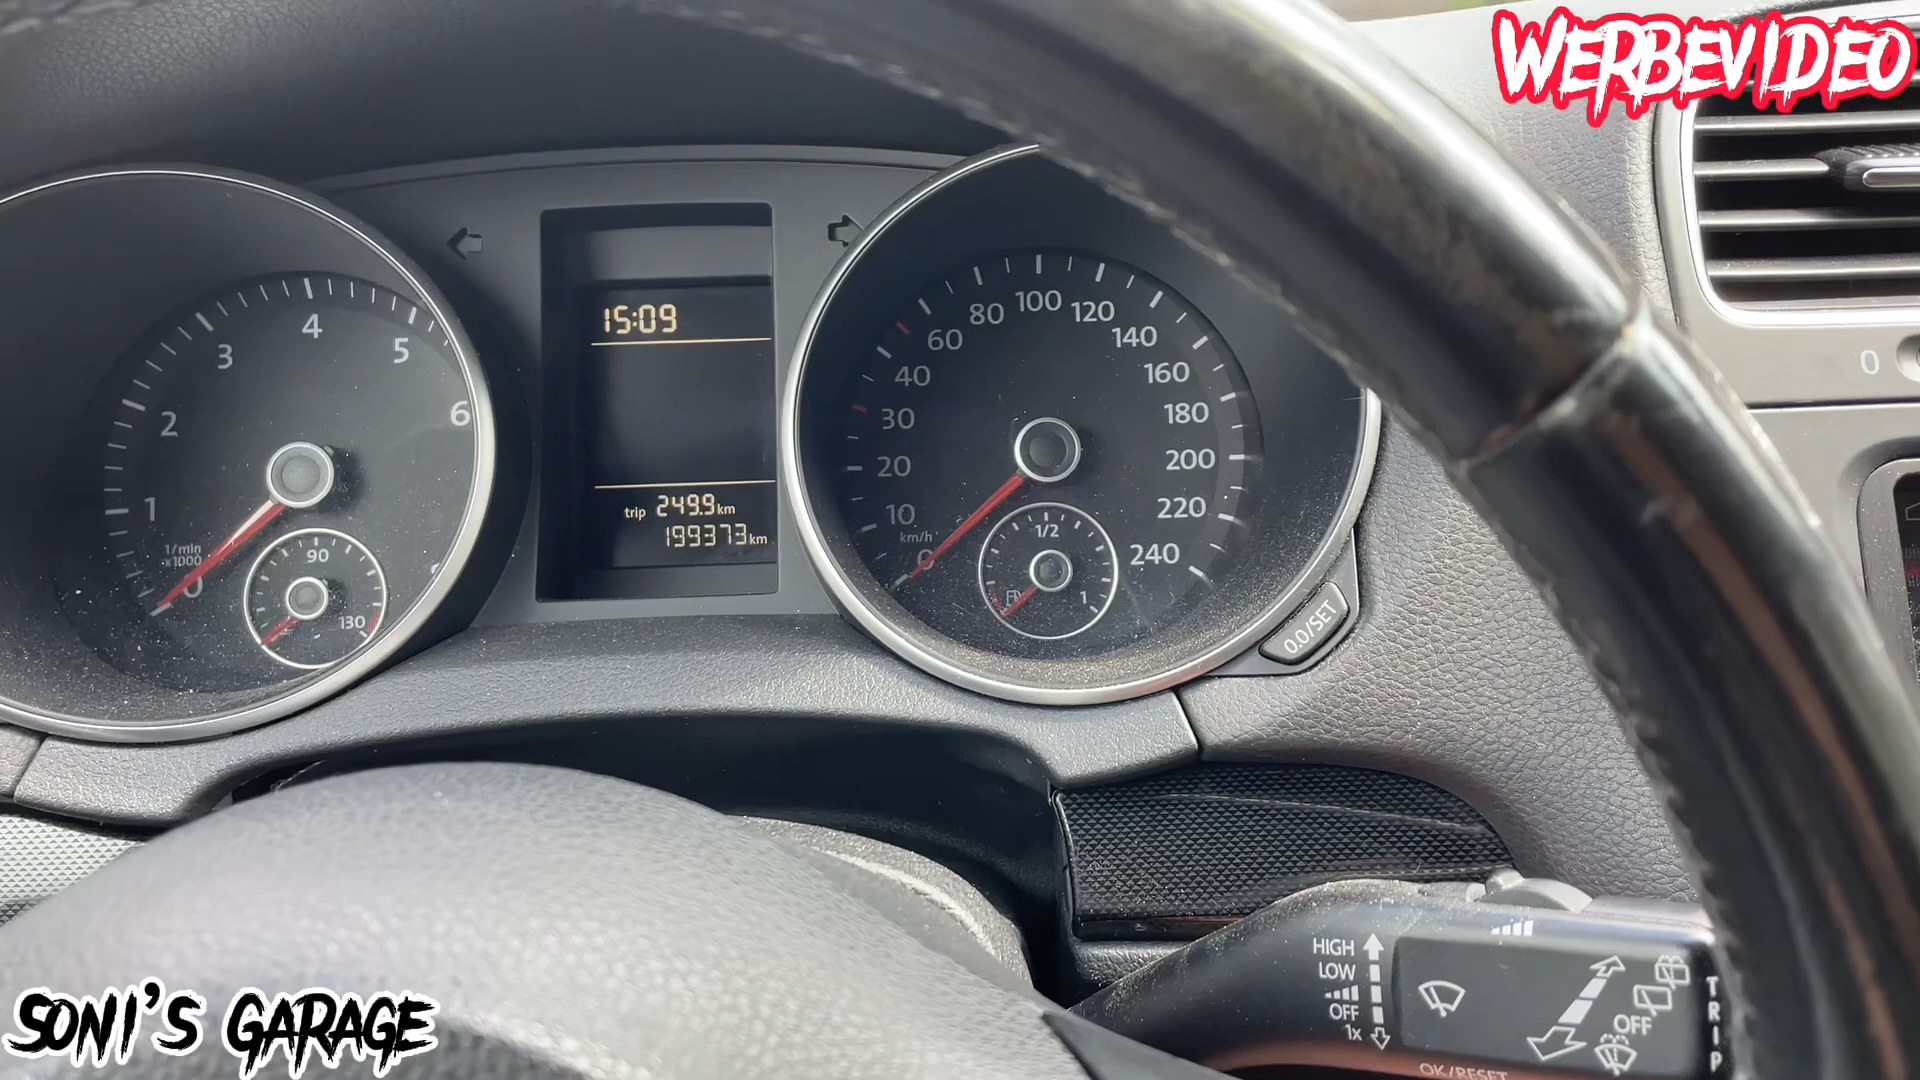 WERBEVIDEO
15:09
trip 249.9 km
199373 km
1 2 3 4 5 6
1/min
x1000
0
90
130
0 10 20 30 40 60 80 100 120 140 160 180 200 220 240
km/h
1/2
1
0.0/SET
0
HIGH
LOW
OFF
1x
OFF
TRIP
OK/RESET
SONI'S GARAGE